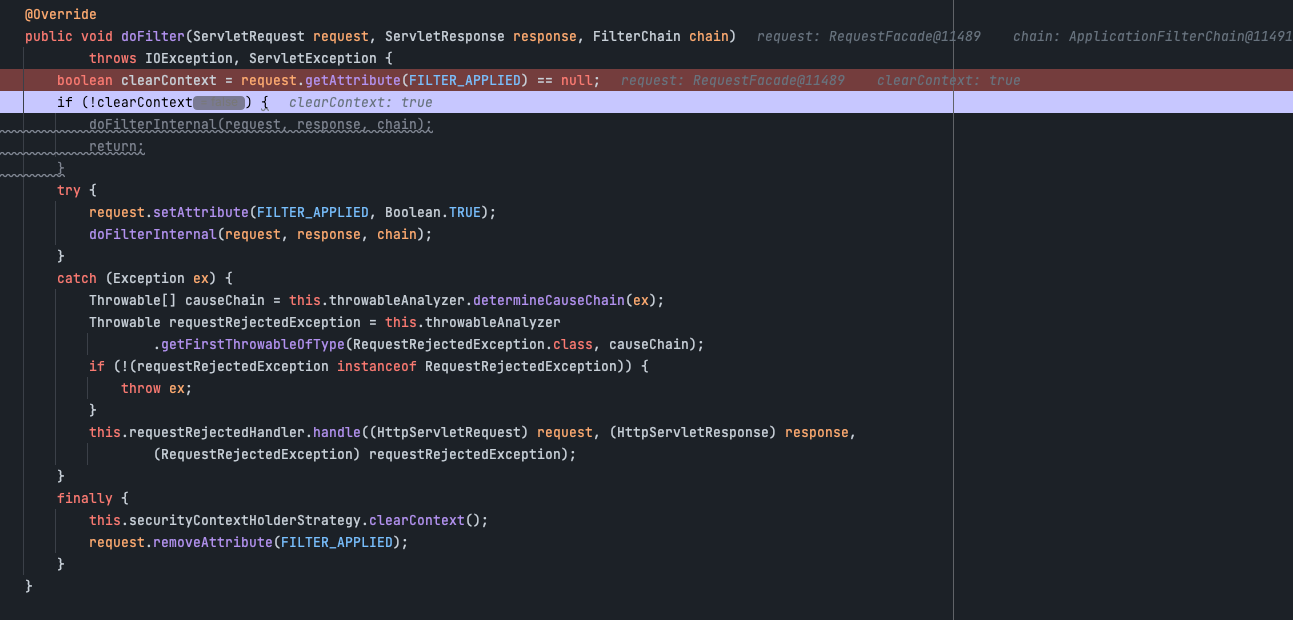 @Override
public void doFilter(ServletRequest request, ServletResponse response, FilterChain chain)   request: RequestFacade@11489    chain: ApplicationFilterChain@11491
        throws IOException, ServletException {
    boolean clearContext = request.getAttribute(FILTER_APPLIED) == null;   request: RequestFacade@11489    clearContext: true
    if (!clearContext) {   clearContext: true
        doFilterInternal(request, response, chain);
        return;
    }
    try {
        request.setAttribute(FILTER_APPLIED, Boolean.TRUE);
        doFilterInternal(request, response, chain);
    }
    catch (Exception ex) {
        Throwable[] causeChain = this.throwableAnalyzer.determineCauseChain(ex);
        Throwable requestRejectedException = this.throwableAnalyzer
                .getFirstThrowableOfType(RequestRejectedException.class, causeChain);
        if (!(requestRejectedException instanceof RequestRejectedException)) {
            throw ex;
        }
        this.requestRejectedHandler.handle((HttpServletRequest) request, (HttpServletResponse) response,
                (RequestRejectedException) requestRejectedException);
    }
    finally {
        this.securityContextHolderStrategy.clearContext();
        request.removeAttribute(FILTER_APPLIED);
    }
}